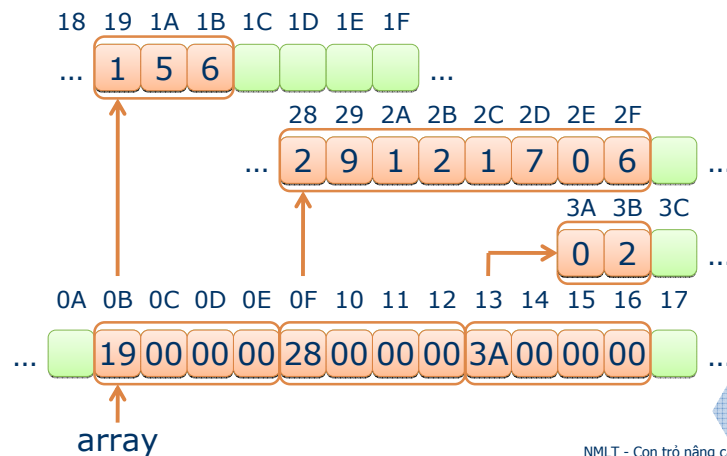 18 19 1A 1B 1C 1D 1E 1F
... 1 5 6 ...
28 29 2A 2B 2C 2D 2E 2F
... 2 9 1 2 1 7 0 6 ...
3A 3B 3C
0 2 ...
0A 0B 0C 0D 0E 0F 10 11 12 13 14 15 16 17
... 19 00 00 00 28 00 00 00 3A 00 00 00 ...
array
NMLT - Con trỏ nâng c